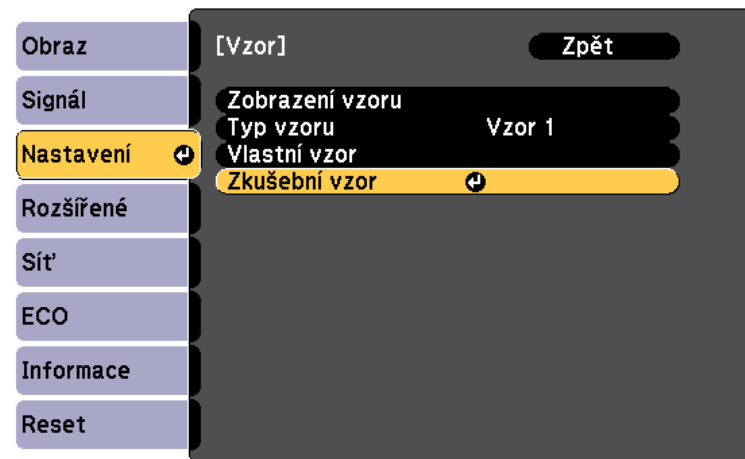 Obraz
Signál
Nastavení
Rozšířené
Síť
ECO
Informace
Reset
[Vzor] Zpět
Zobrazení vzoru
Typ vzoru Vzor 1
Vlastní vzor
Zkušební vzor